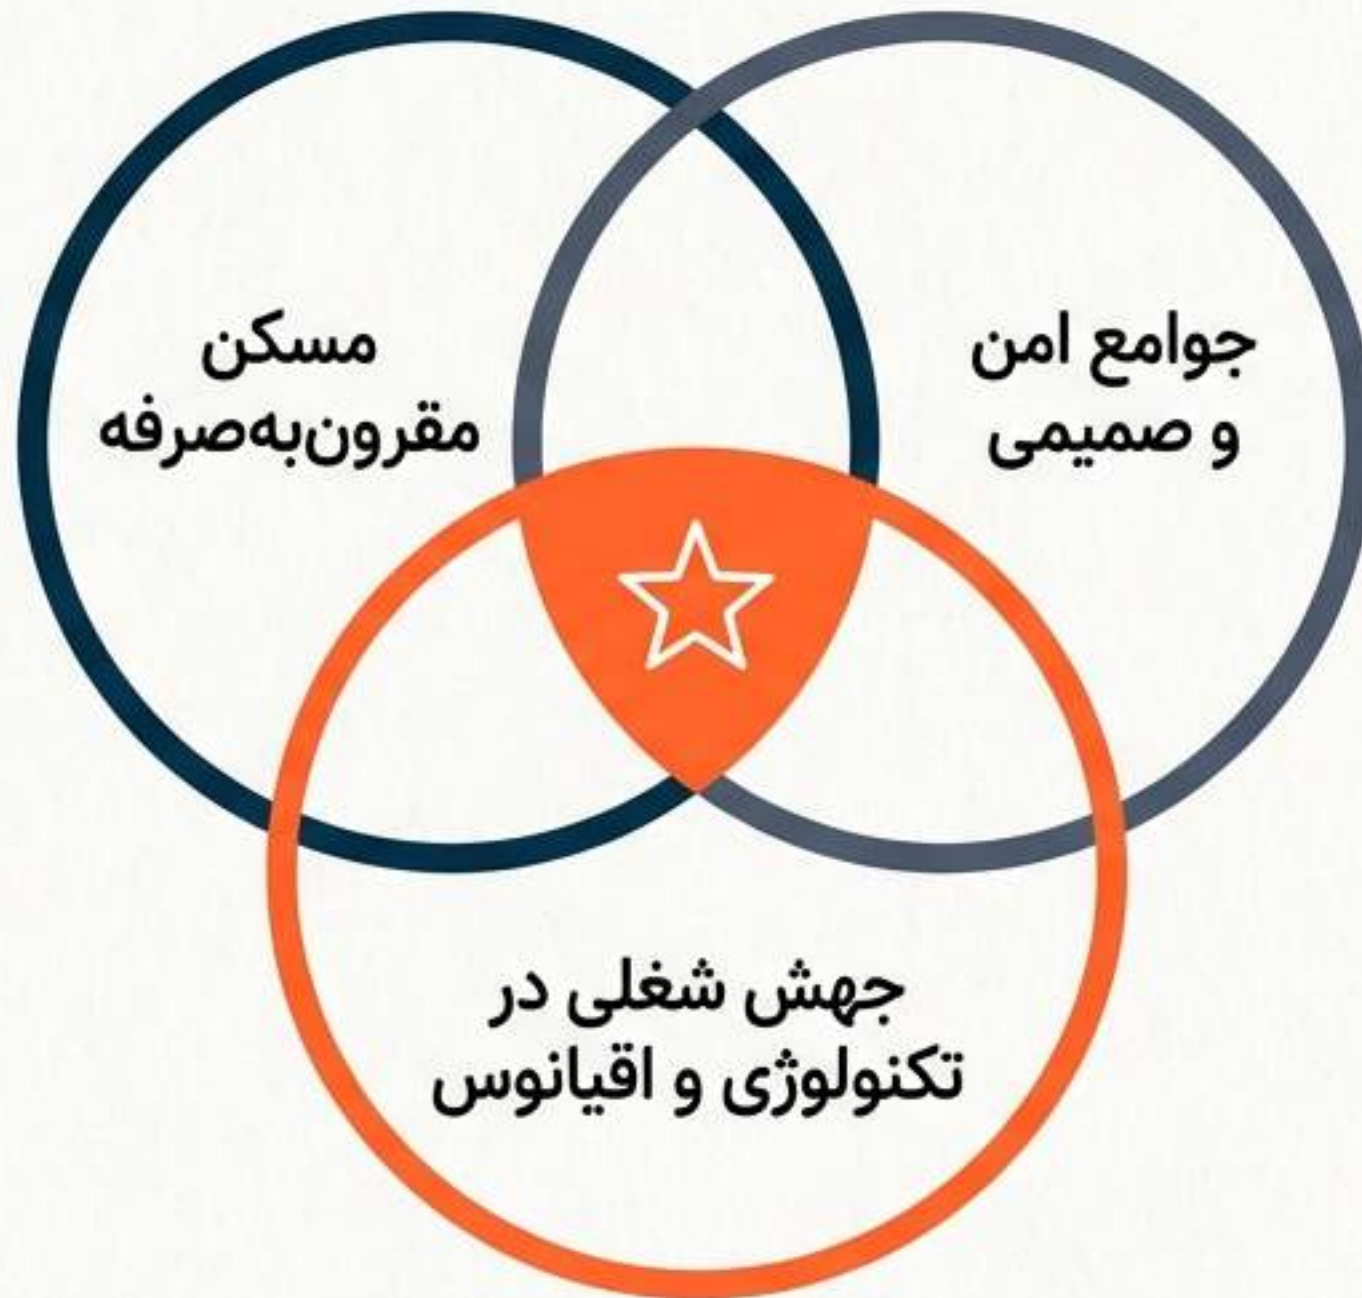 جوامع امن
و صمیمی
مسکن
مقرون‌به‌صرفه
جهش شغلی در
تکنولوژی و اقیانوس